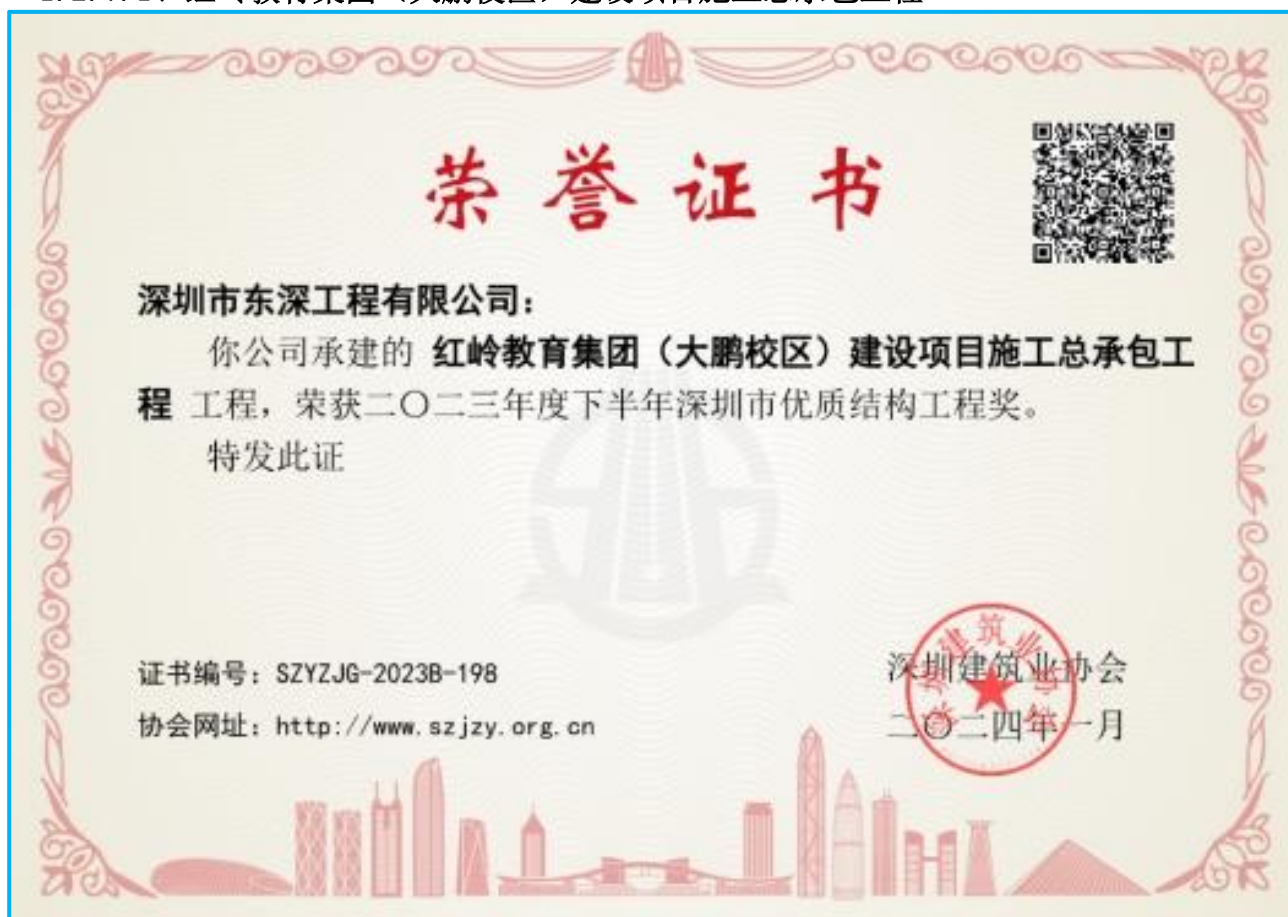 荣誉证书
深圳市东深工程有限公司：
你公司承建的 红岭教育集团（大鹏校区）建设项目施工总承包工
程 工程，荣获二〇二三年度下半年深圳市优质结构工程奖。
特发此证
证书编号：SZYZJG-2023B-198
深圳建筑业协会
协会网址：http://www.szjzy.org.cn
二〇二四年一月